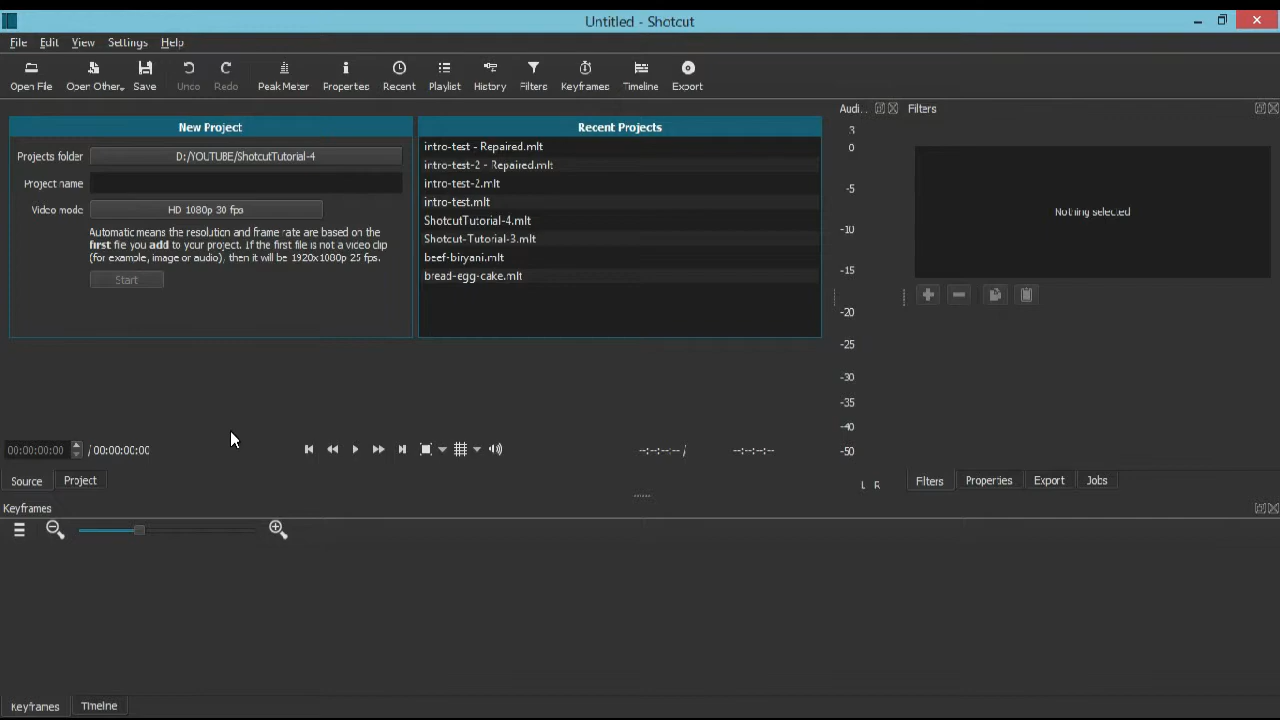 Untitled - Shotcut
File Edit View Settings Help
Open File Open Other.. Save Undo Redo Peak Meter Properties Recent Playlist History Filters Keyframes Timeline Export
Audi... Filters
New Project
Projects folder D:/YOUTUBE/ShotcutTutorial-4
Project name
Video mode HD 1080p 30 fps
Automatic means the resolution and frame rate are based on the
first file you add to your project. If the first file is not a video clip
(for example, image or audio), then it will be 1920x1080p 25 fps.
Start
Recent Projects
intro-test - Repaired.mlt
intro-test-2 - Repaired.mlt
intro-test-2.mlt
intro-test.mlt
ShotcutTutorial-4.mlt
Shotcut-Tutorial-3.mlt
beef-biryani.mlt
bread-egg-cake.mlt
3
0
-5
-10
-15
-20
-25
-30
-35
-40
-50
L R
Nothing selected
00:00:00:00 / 00:00:00:00 --:--:--:-- / --:--:--:--
Source Project
Filters Properties Export Jobs
Keyframes
Keyframes Timeline